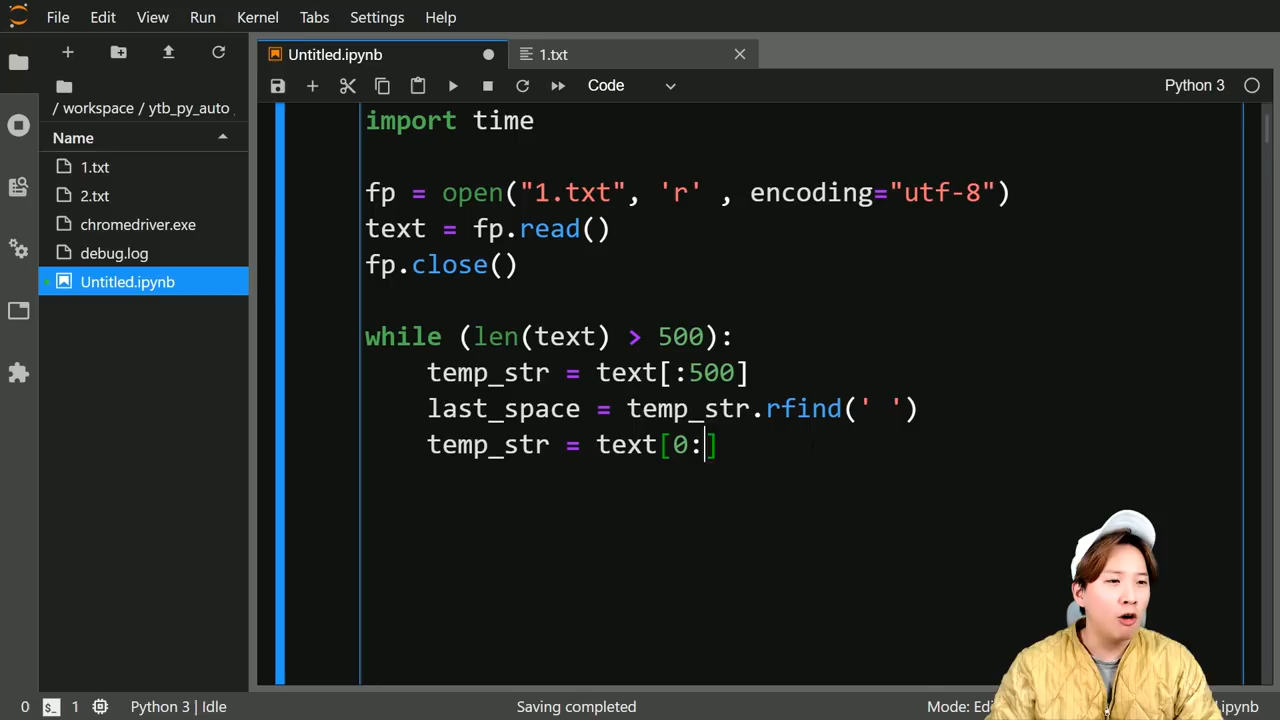 File Edit View Run Kernel Tabs Settings Help
Untitled.ipynb
1.txt
Code
Python 3
/ workspace / ytb_py_auto
Name
1.txt
2.txt
chromedriver.exe
debug.log
Untitled.ipynb
import time
fp = open("1.txt", 'r' , encoding="utf-8")
text = fp.read()
fp.close()
while (len(text) > 500):
temp_str = text[:500]
last_space = temp_str.rfind(' ')
temp_str = text[0:]
0
$_
1
Python 3 | Idle
Saving completed
Mode:
ipynb